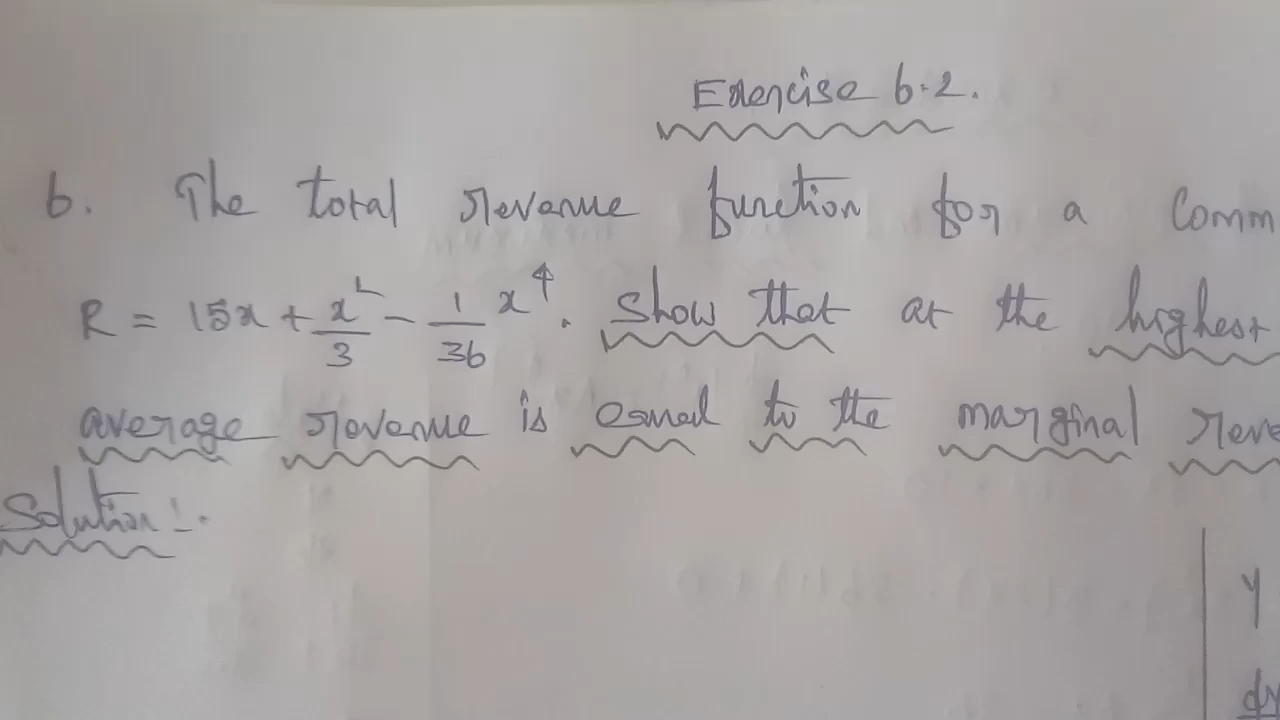 Exercise 6.2.
6. The total revenue function for a Comm
R = 15x + x²/3 - 1/36 x⁴. Show that at the highest
average revenue is equal to the marginal reve
Solution:-
y
dy